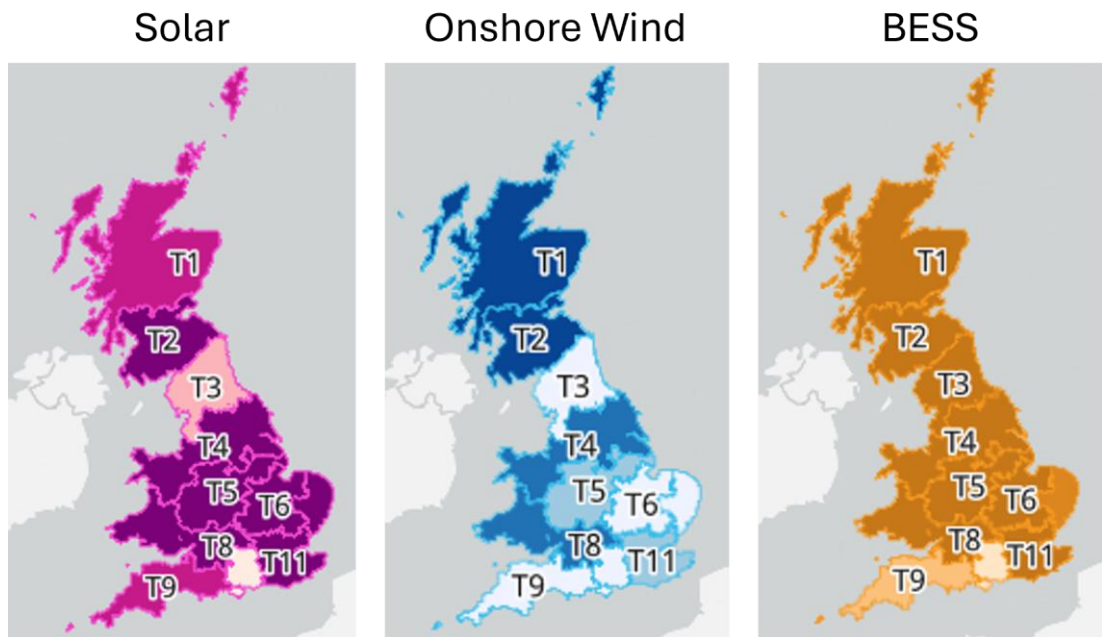 Solar
Onshore Wind
BESS
T1
T2
T3
T4
T5
T6
T8
T11
T9
T1
T2
T3
T4
T5
T6
T8
T11
T9
T1
T2
T3
T4
T5
T6
T8
T11
T9